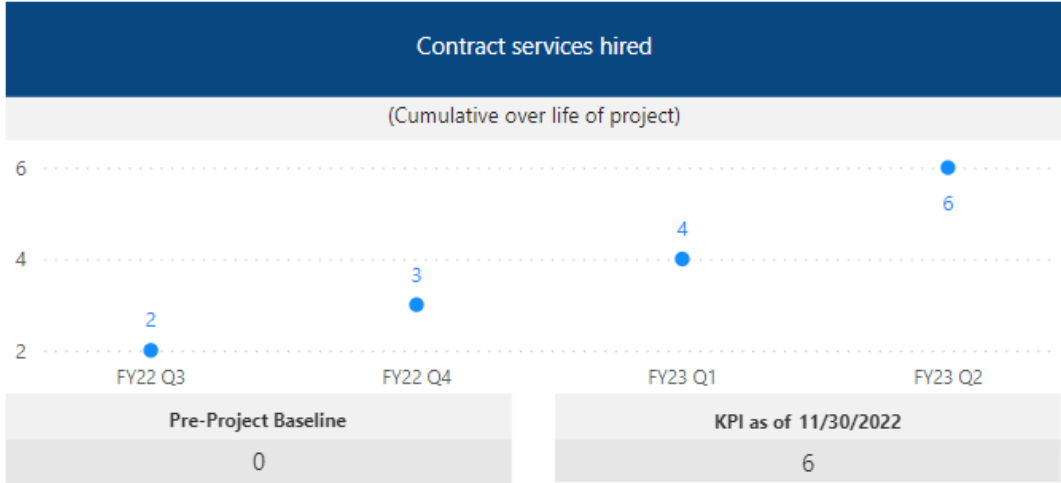 Contract services hired
(Cumulative over life of project)
6
6
4
4
3
2
2
FY22 Q3 FY22 Q4 FY23 Q1 FY23 Q2
Pre-Project Baseline KPI as of 11/30/2022
0 6